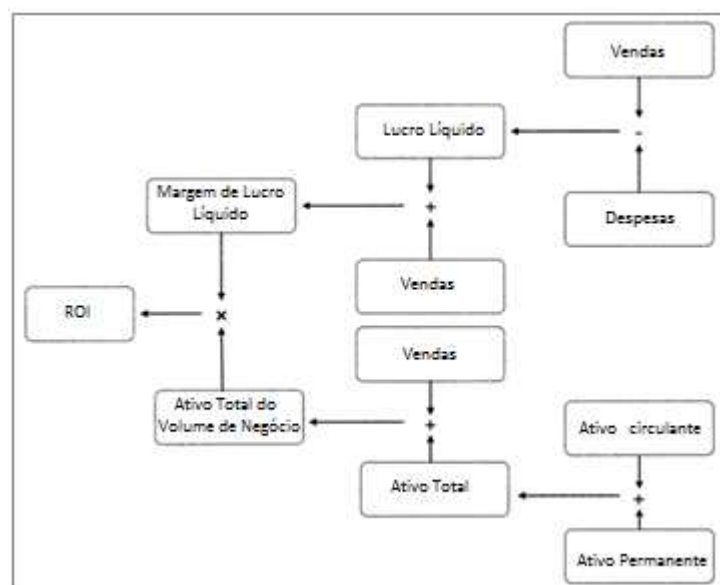 Vendas
-
Lucro Líquido
Despesas
Margem de Lucro
Líquido
+
Vendas
ROI
×
Vendas
Ativo Total do
Volume de Negócio
+
Ativo circulante
Ativo Total
+
Ativo Permanente